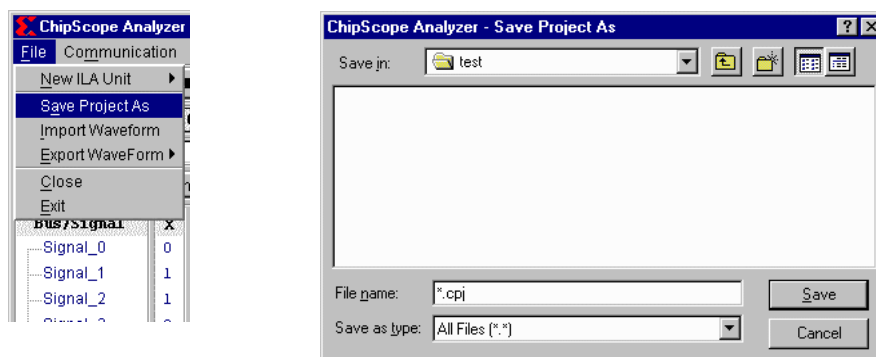 ChipScope Analyzer
File Communication
New ILA Unit
Save Project As
Import Waveform
Export WaveForm
Close
Exit
Bus/Signal X
Signal_0 0
Signal_1 1
Signal_2 1
ChipScope Analyzer - Save Project As
Save in: test
File name: *.cpj
Save
Save as type: All Files (*.*)
Cancel